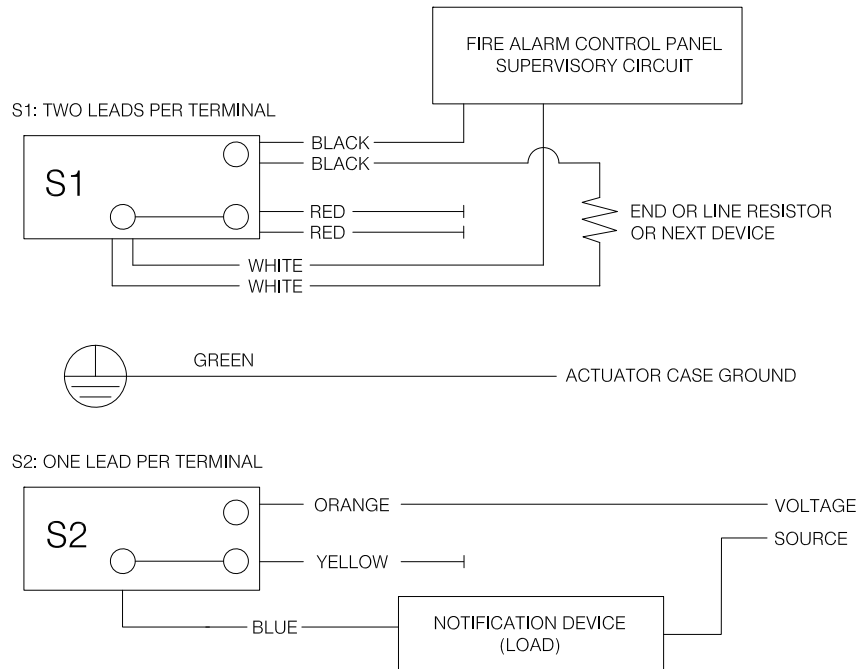 FIRE ALARM CONTROL PANEL
SUPERVISORY CIRCUIT
S1: TWO LEADS PER TERMINAL
BLACK
BLACK
S1
RED
RED
END OR LINE RESISTOR
OR NEXT DEVICE
WHITE
WHITE
GREEN
ACTUATOR CASE GROUND
S2: ONE LEAD PER TERMINAL
ORANGE
VOLTAGE
SOURCE
S2
YELLOW
BLUE
NOTIFICATION DEVICE
(LOAD)